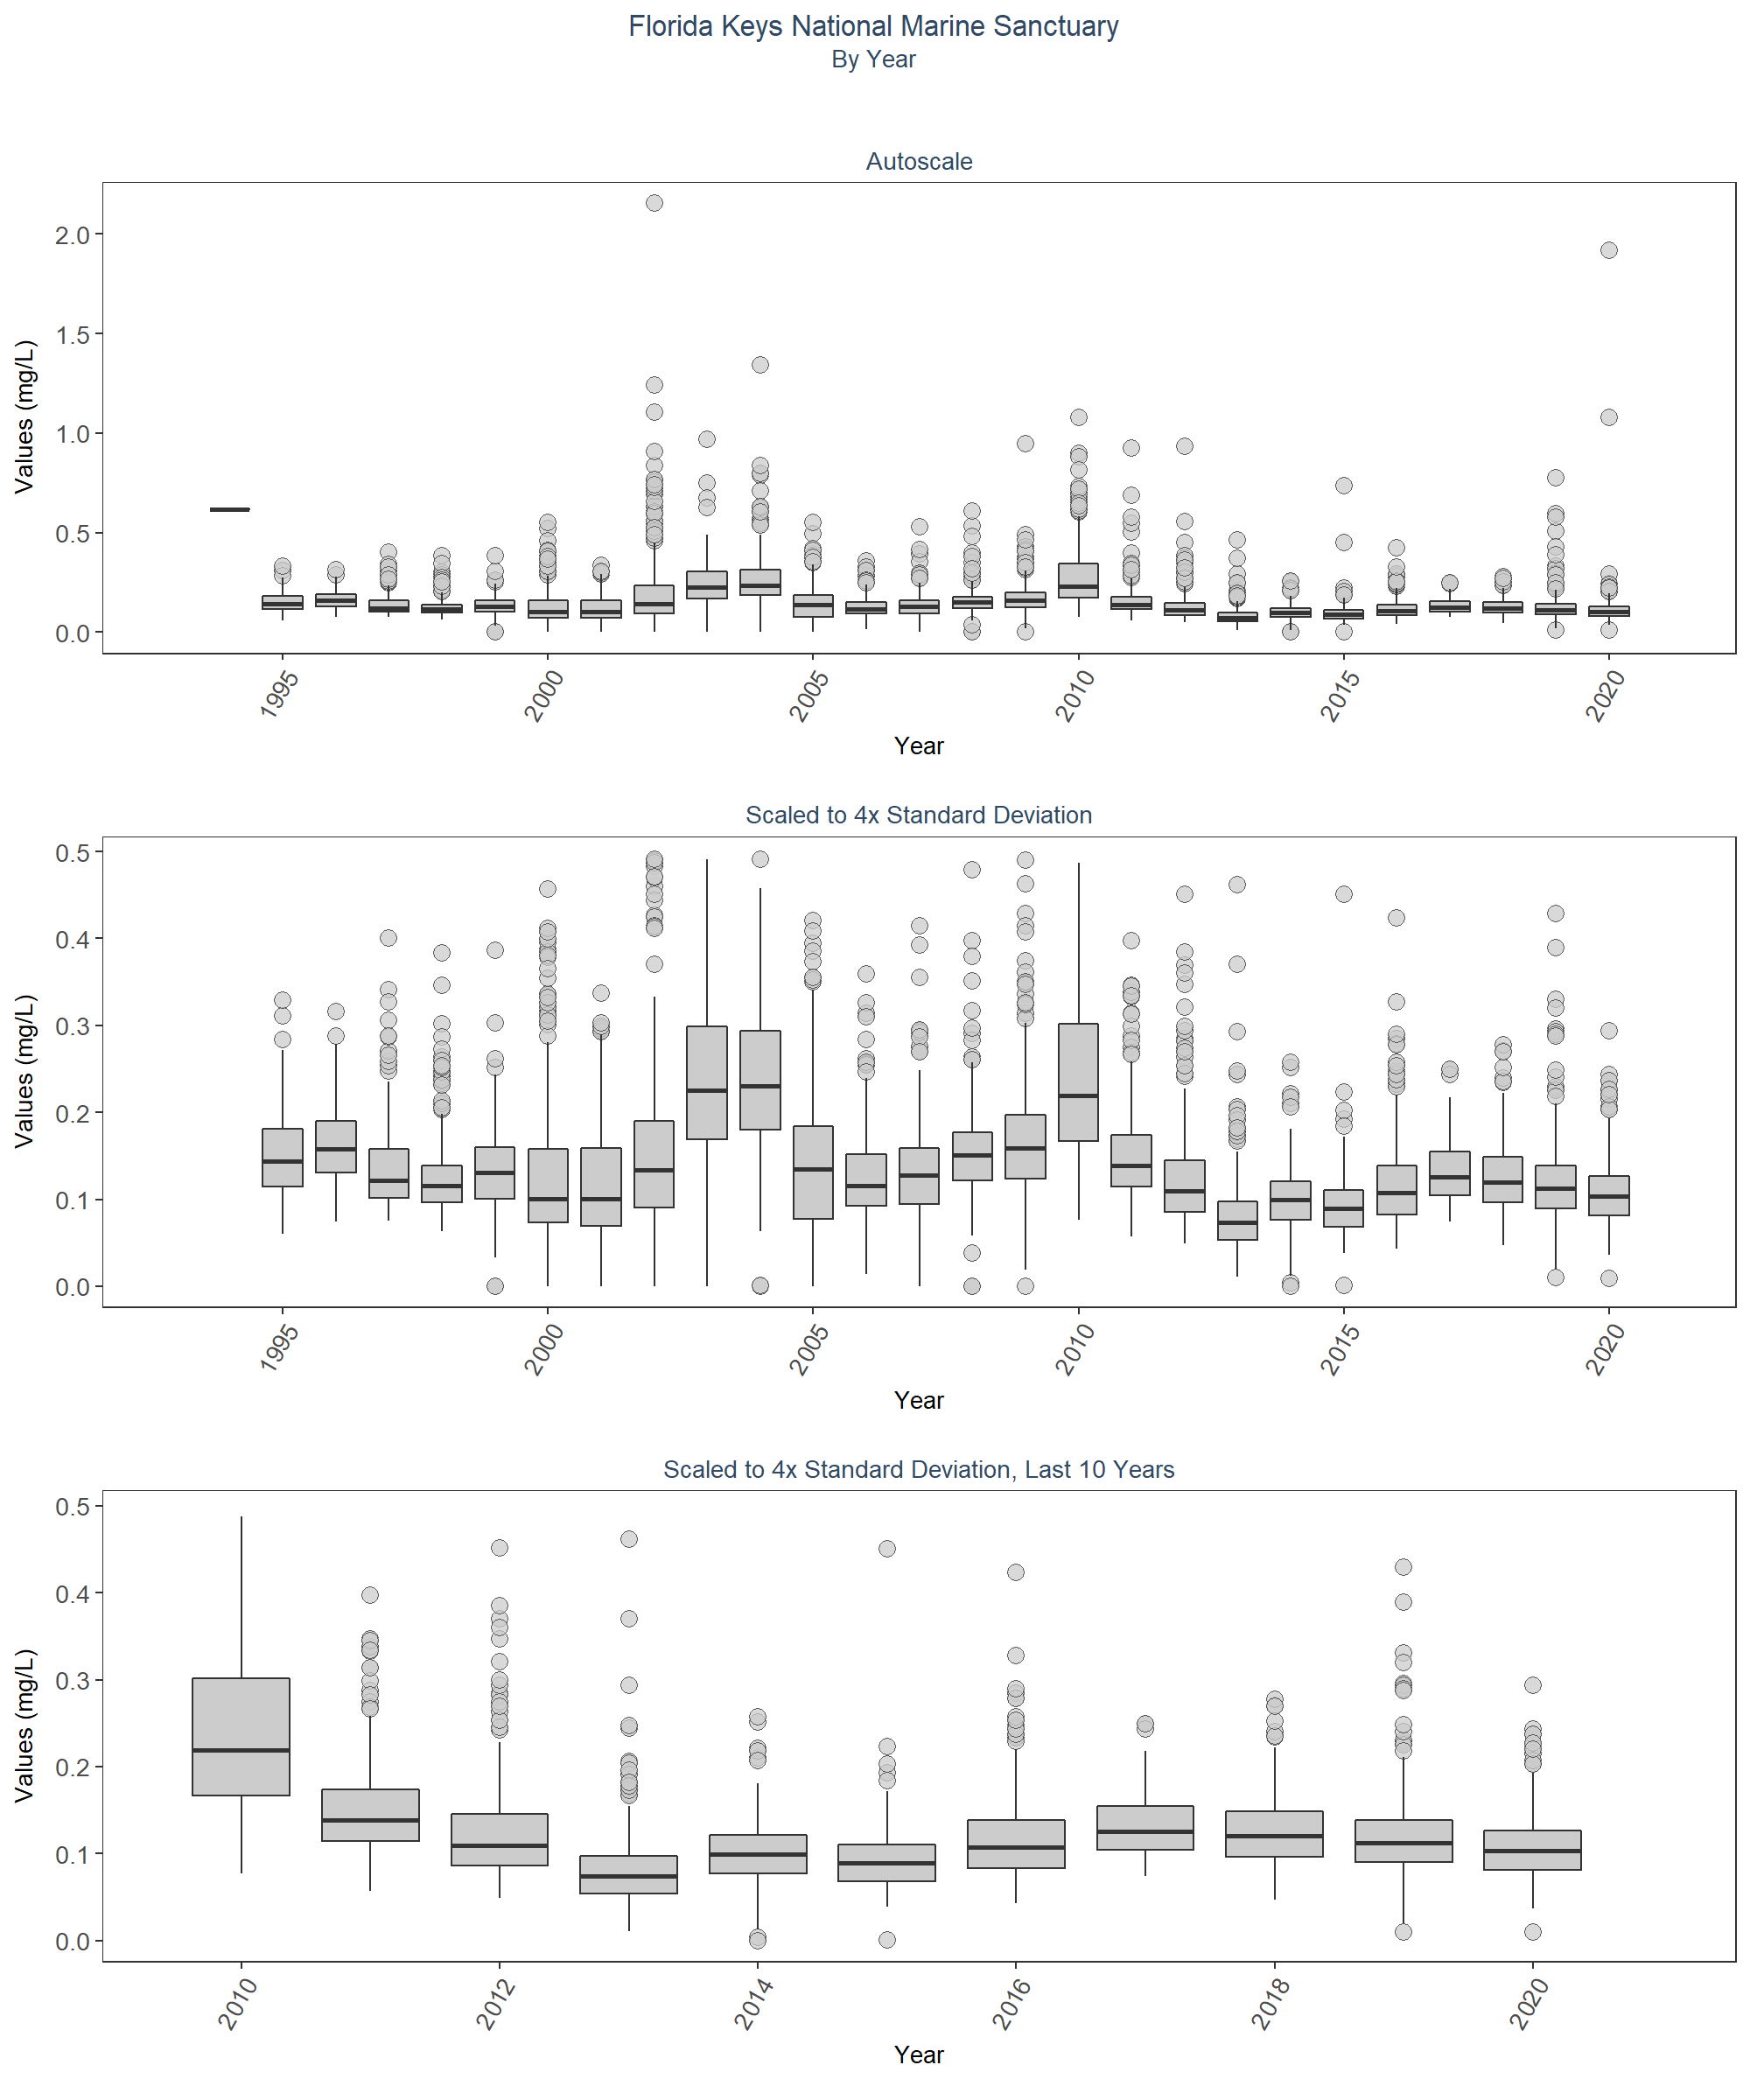 Florida Keys National Marine Sanctuary
By Year
Autoscale
Values (mg/L)
2.0
1.5
1.0
0.5
0.0
1995 2000 2005 2010 2015 2020
Year
Scaled to 4x Standard Deviation
Values (mg/L)
0.5
0.4
0.3
0.2
0.1
0.0
1995 2000 2005 2010 2015 2020
Year
Scaled to 4x Standard Deviation, Last 10 Years
Values (mg/L)
0.5
0.4
0.3
0.2
0.1
0.0
2010 2012 2014 2016 2018 2020
Year